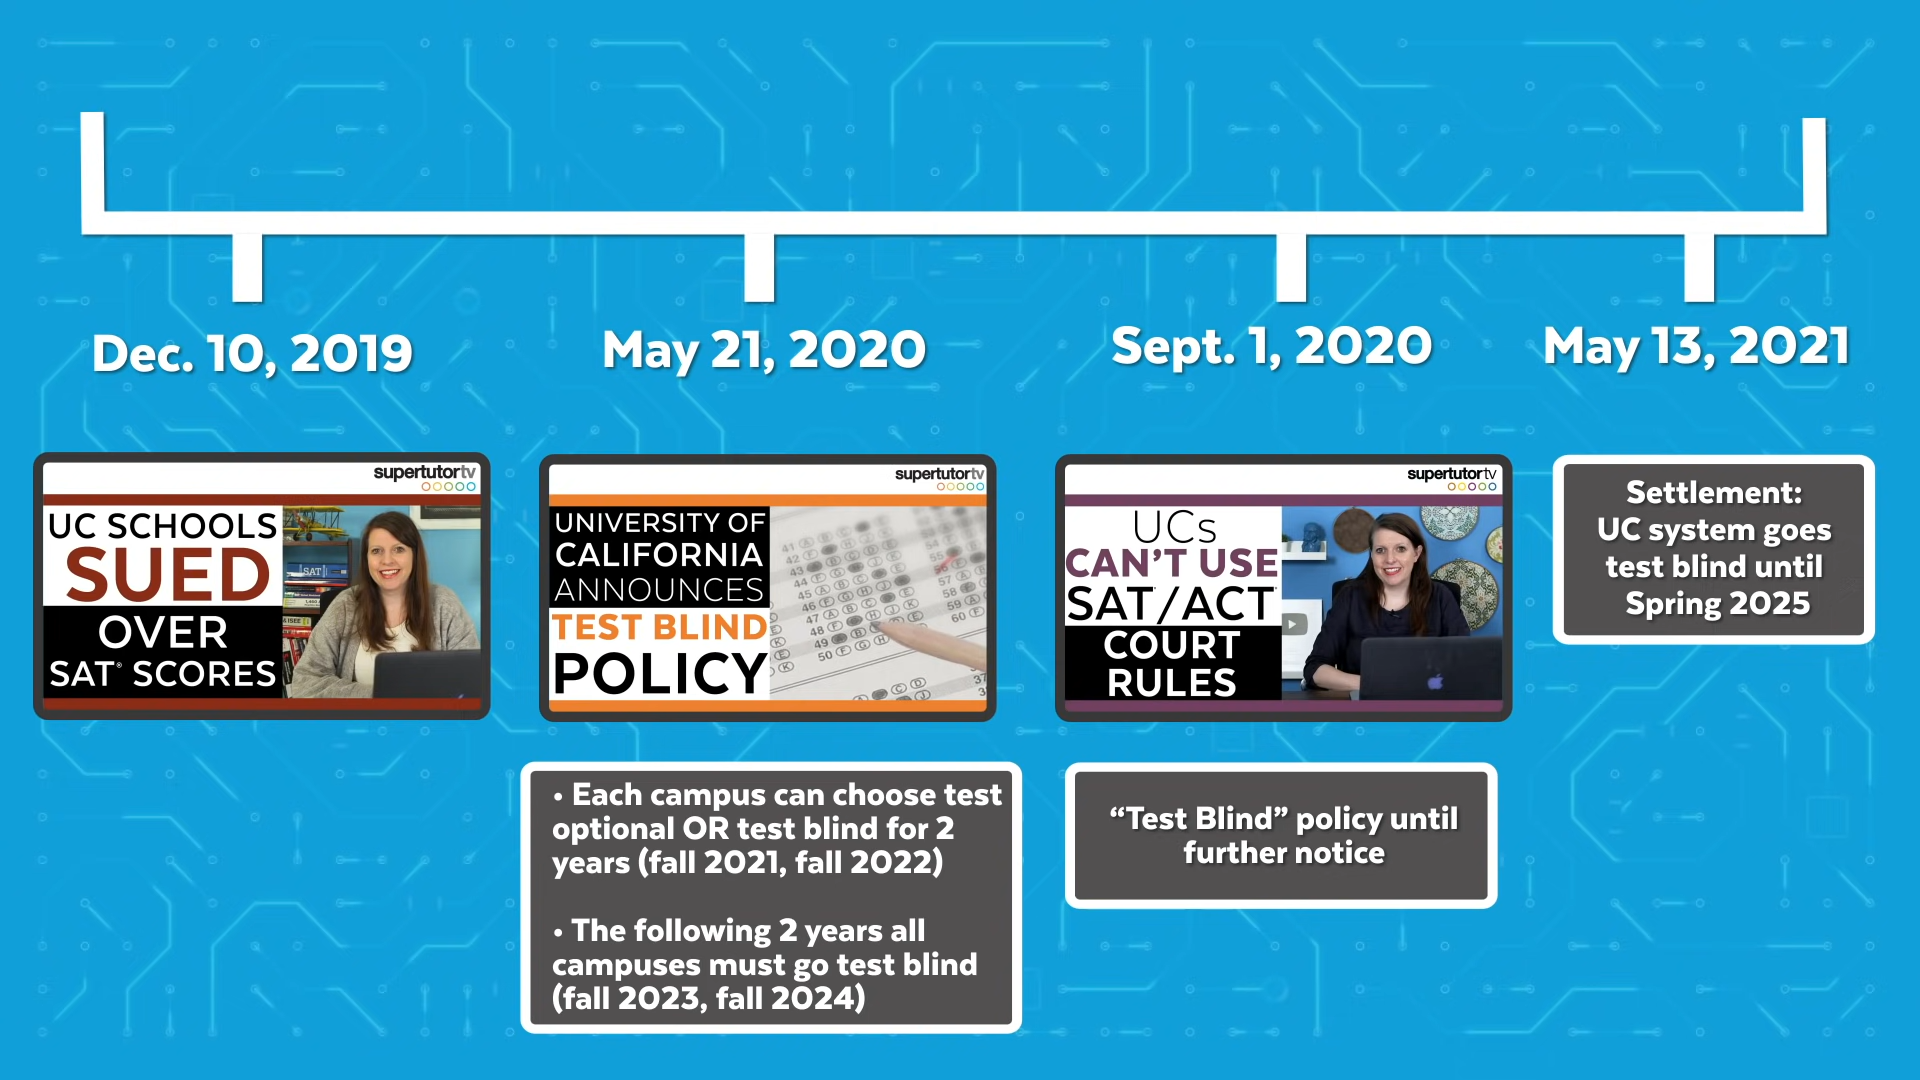 Dec. 10, 2019
May 21, 2020
Sept. 1, 2020
May 13, 2021
supertutortv
UC SCHOOLS
SUED
OVER
SAT® SCORES
SAT
supertutortv
UNIVERSITY OF
CALIFORNIA
ANNOUNCES
TEST BLIND
POLICY
supertutortv
UCs
CAN'T USE
SAT/ACT
COURT
RULES
Settlement:
UC system goes
test blind until
Spring 2025
• Each campus can choose test
optional OR test blind for 2
years (fall 2021, fall 2022)
• The following 2 years all
campuses must go test blind
(fall 2023, fall 2024)
“Test Blind” policy until
further notice